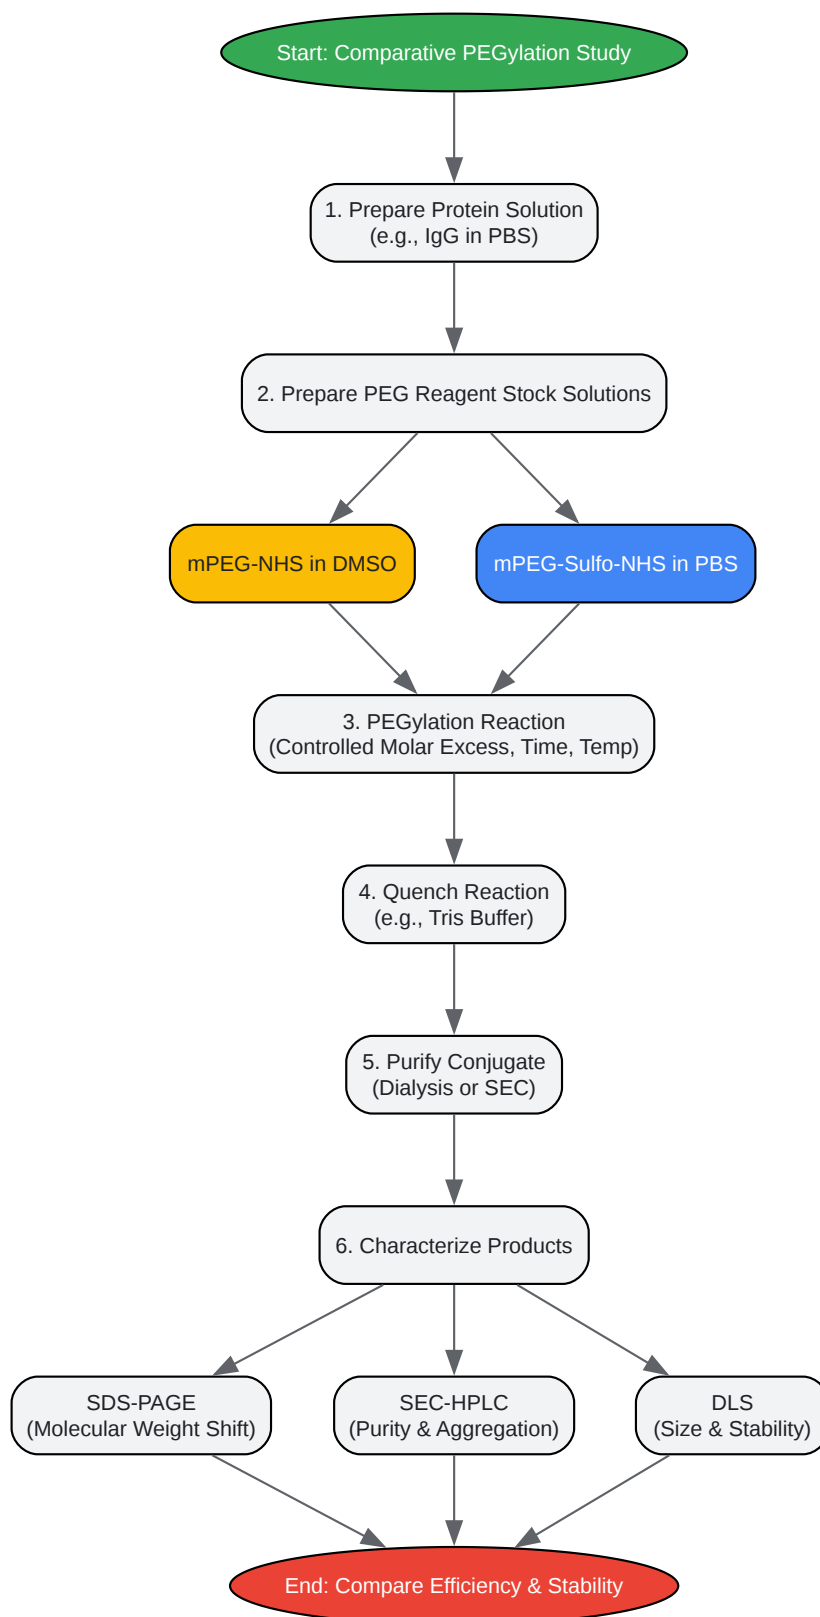 Start: Comparative PEGylation Study
1. Prepare Protein Solution
(e.g., IgG in PBS)
2. Prepare PEG Reagent Stock Solutions
mPEG-NHS in DMSO
mPEG-Sulfo-NHS in PBS
3. PEGylation Reaction
(Controlled Molar Excess, Time, Temp)
4. Quench Reaction
(e.g., Tris Buffer)
5. Purify Conjugate
(Dialysis or SEC)
6. Characterize Products
SDS-PAGE
(Molecular Weight Shift)
SEC-HPLC
(Purity & Aggregation)
DLS
(Size & Stability)
End: Compare Efficiency & Stability